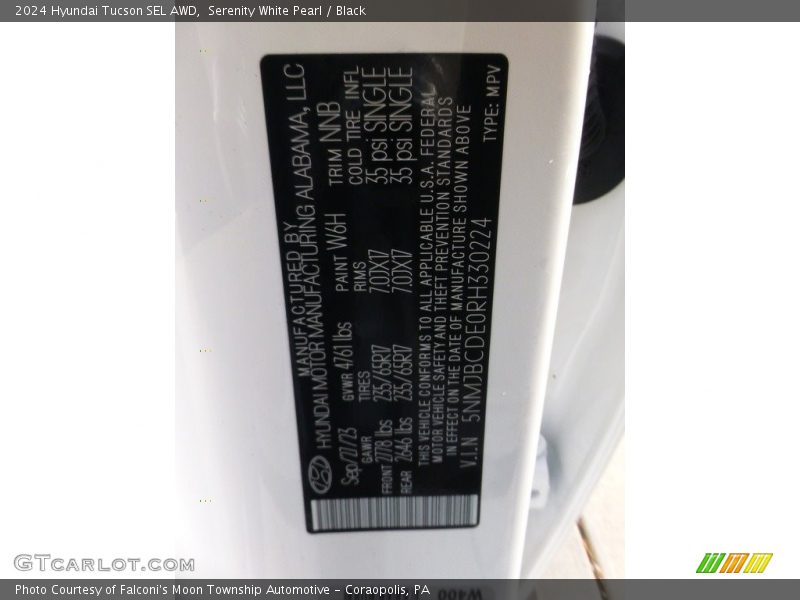 2024 Hyundai Tucson SEL AWD, Serenity White Pearl / Black
MANUFACTURED BY
HYUNDAI MOTOR MANUFACTURING ALABAMA, LLC
Sep/27/23 GVWR 4761 lbs PAINT W6H TRIM NNB
GAWR TIRES RIMS COLD TIRE INFL
FRONT 2778 lbs 235/65R17 7.0JX17 35 psi SINGLE
REAR 2646 lbs 235/65R17 7.0JX17 35 psi SINGLE
THIS VEHICLE CONFORMS TO ALL APPLICABLE U.S.A. FEDERAL
MOTOR VEHICLE SAFETY AND THEFT PREVENTION STANDARDS
IN EFFECT ON THE DATE OF MANUFACTURE SHOWN ABOVE
V.I.N 5NMJBCDE0RH330224 TYPE: MPV
GTcarlot.com
Photo Courtesy of Falconi's Moon Township Automotive - Coraopolis, PA